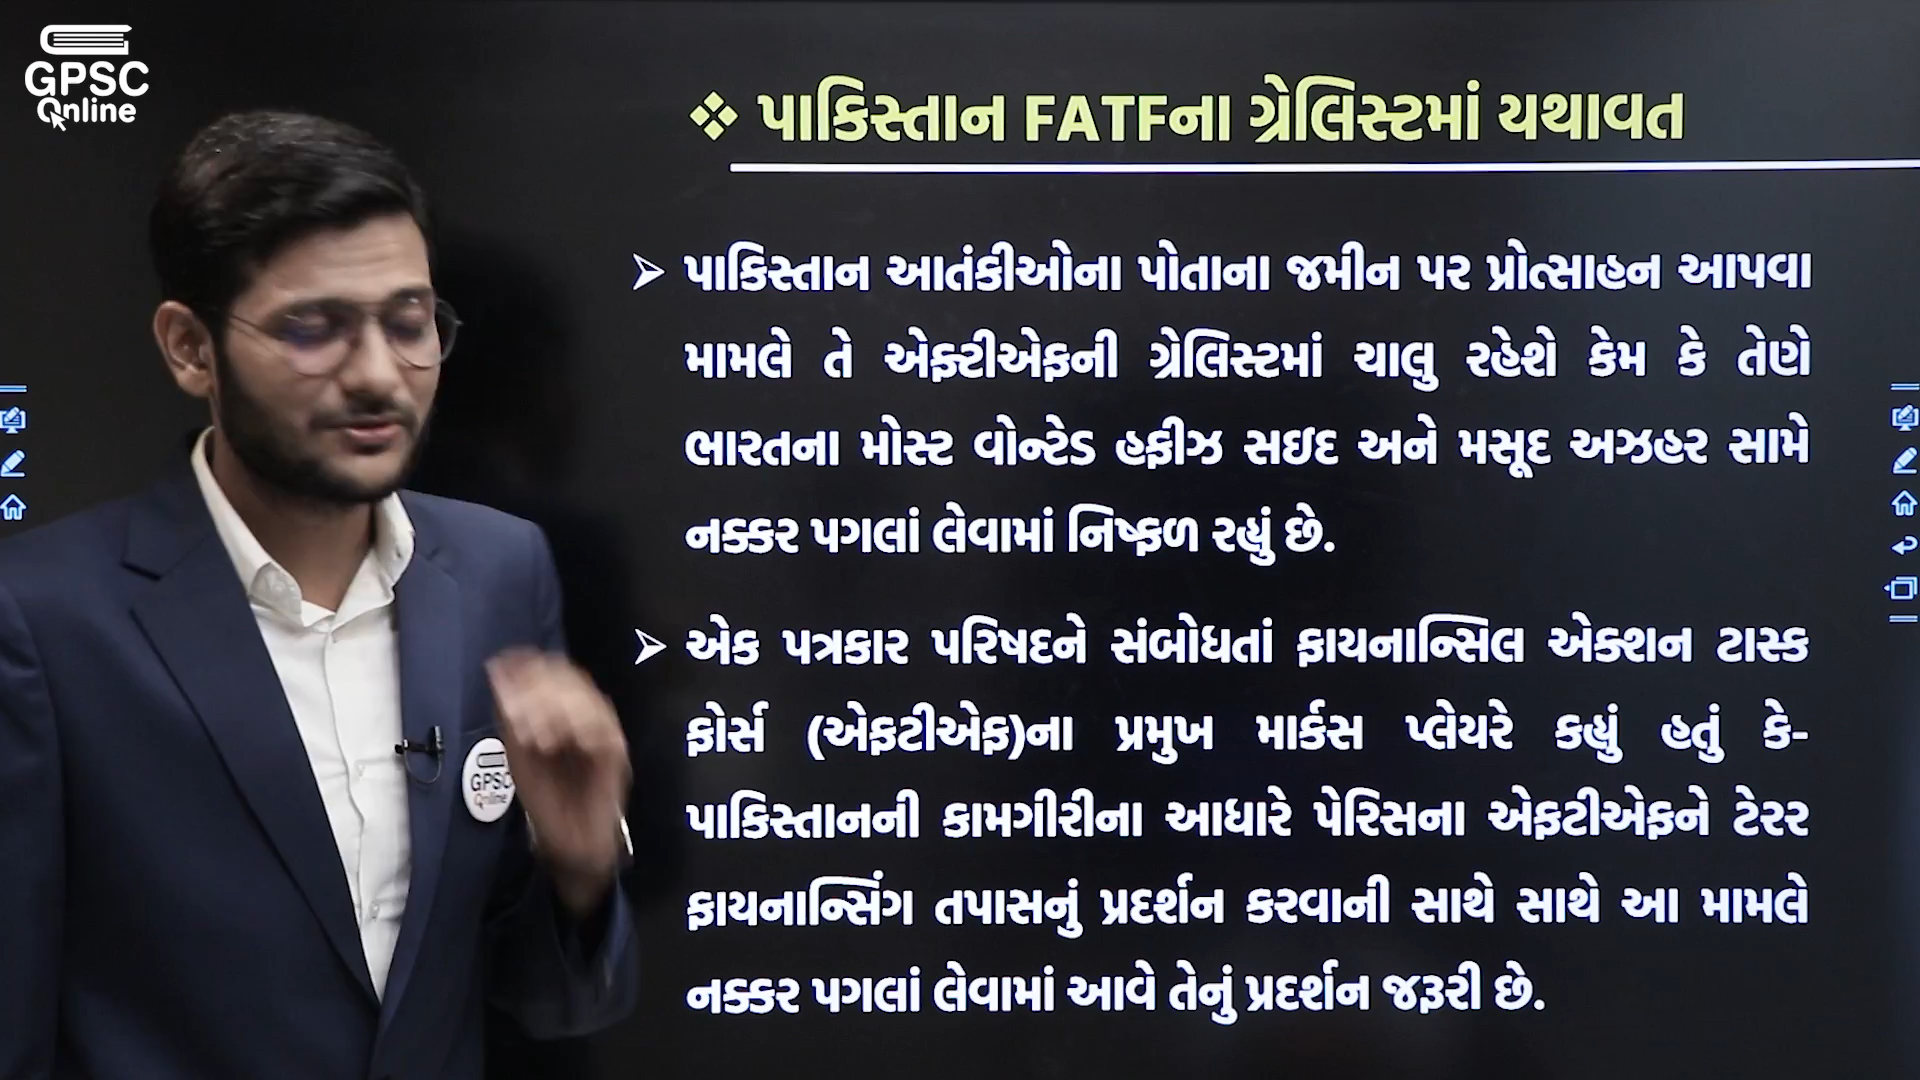 GPSC
Online
❖ પાકિસ્તાન FATFના ગ્રેલિસ્ટમાં યથાવત
➢ પાકિસ્તાન આતંકીઓના પોતાના જમીન પર પ્રોત્સાહન આપવા
મામલે તે એફ્ટીએફની ગ્રેલિસ્ટમાં ચાલુ રહેશે કેમ કે તેણે
ભારતના મોસ્ટ વોન્ટેડ હફીઝ સઇદ અને મસૂદ અઝહર સામે
નક્કર પગલાં લેવામાં નિષ્ફળ રહ્યું છે.
➢ એક પત્રકાર પરિષદને સંબોધતાં ફાયનાન્સિલ એક્શન ટાસ્ક
ફોર્સ (એફટીએફ)ના પ્રમુખ માર્કસ પ્લેયરે કહ્યું હતું કે-
પાકિસ્તાનની કામગીરીના આધારે પેરિસના એફટીએફને ટેરર
ફાયનાન્સિંગ તપાસનું પ્રદર્શન કરવાની સાથે સાથે આ મામલે
નક્કર પગલાં લેવામાં આવે તેનું પ્રદર્શન જરૂરી છે.
GPSC
Online